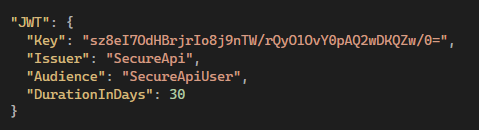 "JWT": {
"Key": "sz8eI7OdHBrjrIo8j9nTW/rQyO1OvY0pAQ2wDKQZw/0=",
"Issuer": "SecureApi",
"Audience": "SecureApiUser",
"DurationInDays": 30
}